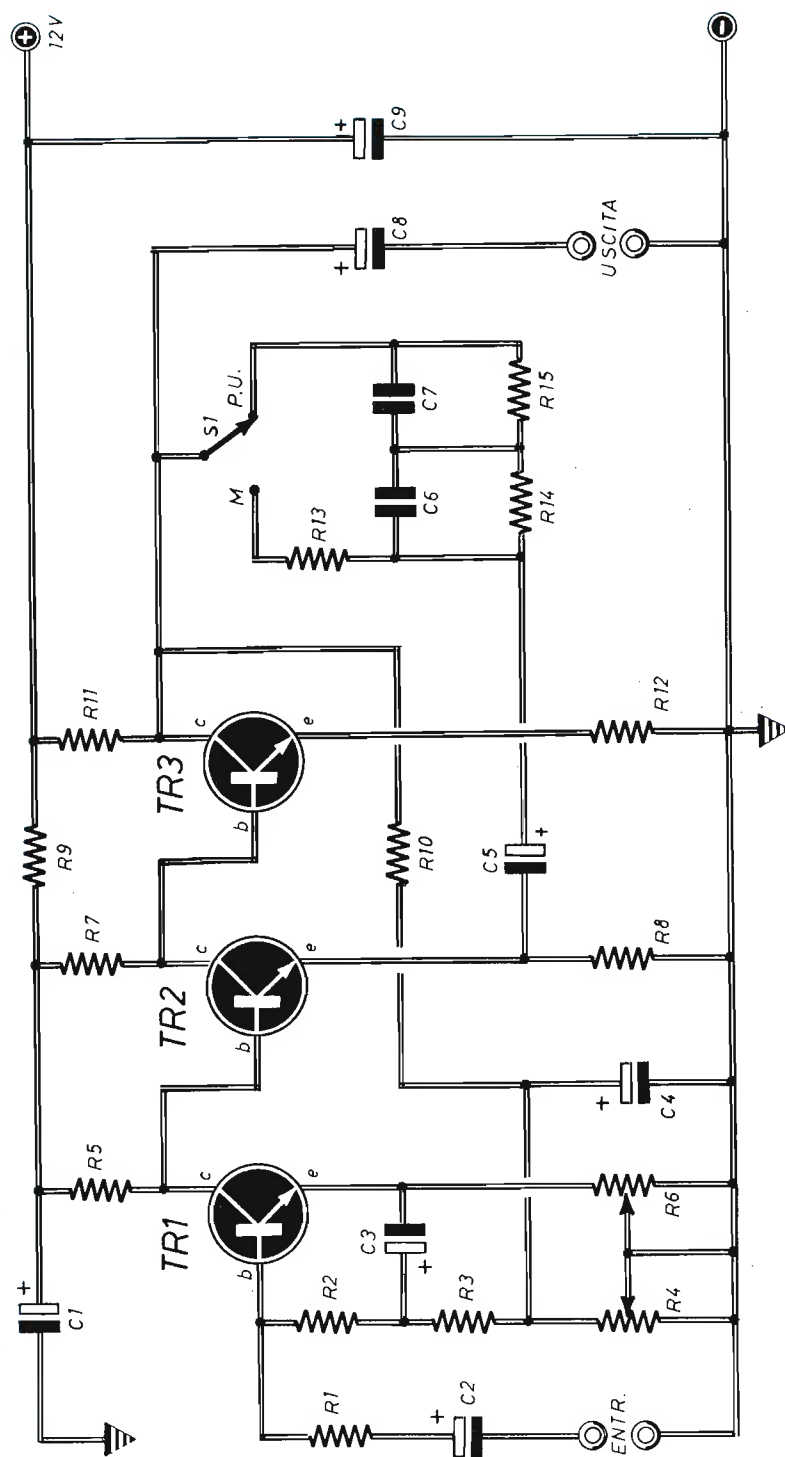 C1
+
R9
12V
+
R5
R7
R11
TR1
TR2
TR3
b
c
e
b
c
e
b
c
e
S1
M
P.U.
R13
C6
C7
R14
R15
+
C8
+
C9
R1
R2
C3
+
R3
R10
C5
+
+
C2
ENTR.
R4
R6
+
C4
R8
R12
USCITA
-